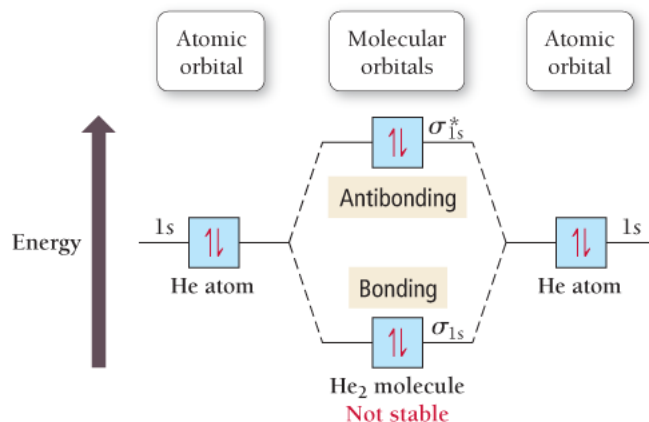 Atomic
orbital
Molecular
orbitals
Atomic
orbital
σ*1s
Antibonding
1s
1s
Energy
He atom
He atom
Bonding
σ1s
He2 molecule
Not stable